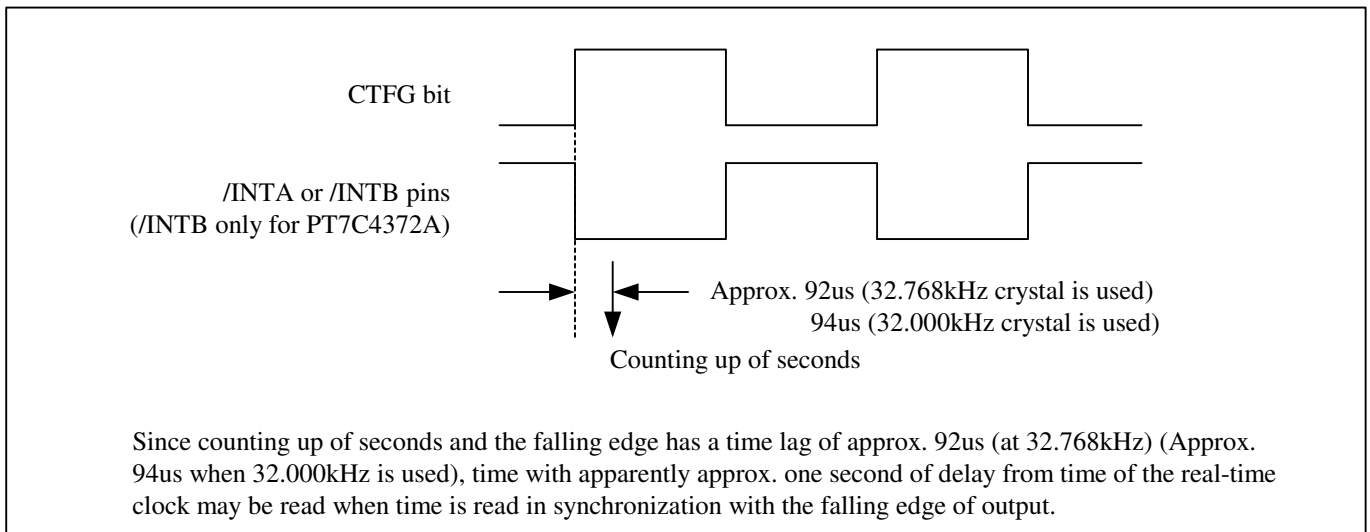 CTFG bit
/INTA or /INTB pins
(/INTB only for PT7C4372A)
Approx. 92us (32.768kHz crystal is used)
94us (32.000kHz crystal is used)
Counting up of seconds
Since counting up of seconds and the falling edge has a time lag of approx. 92us (at 32.768kHz) (Approx.
94us when 32.000kHz is used), time with apparently approx. one second of delay from time of the real-time
clock may be read when time is read in synchronization with the falling edge of output.